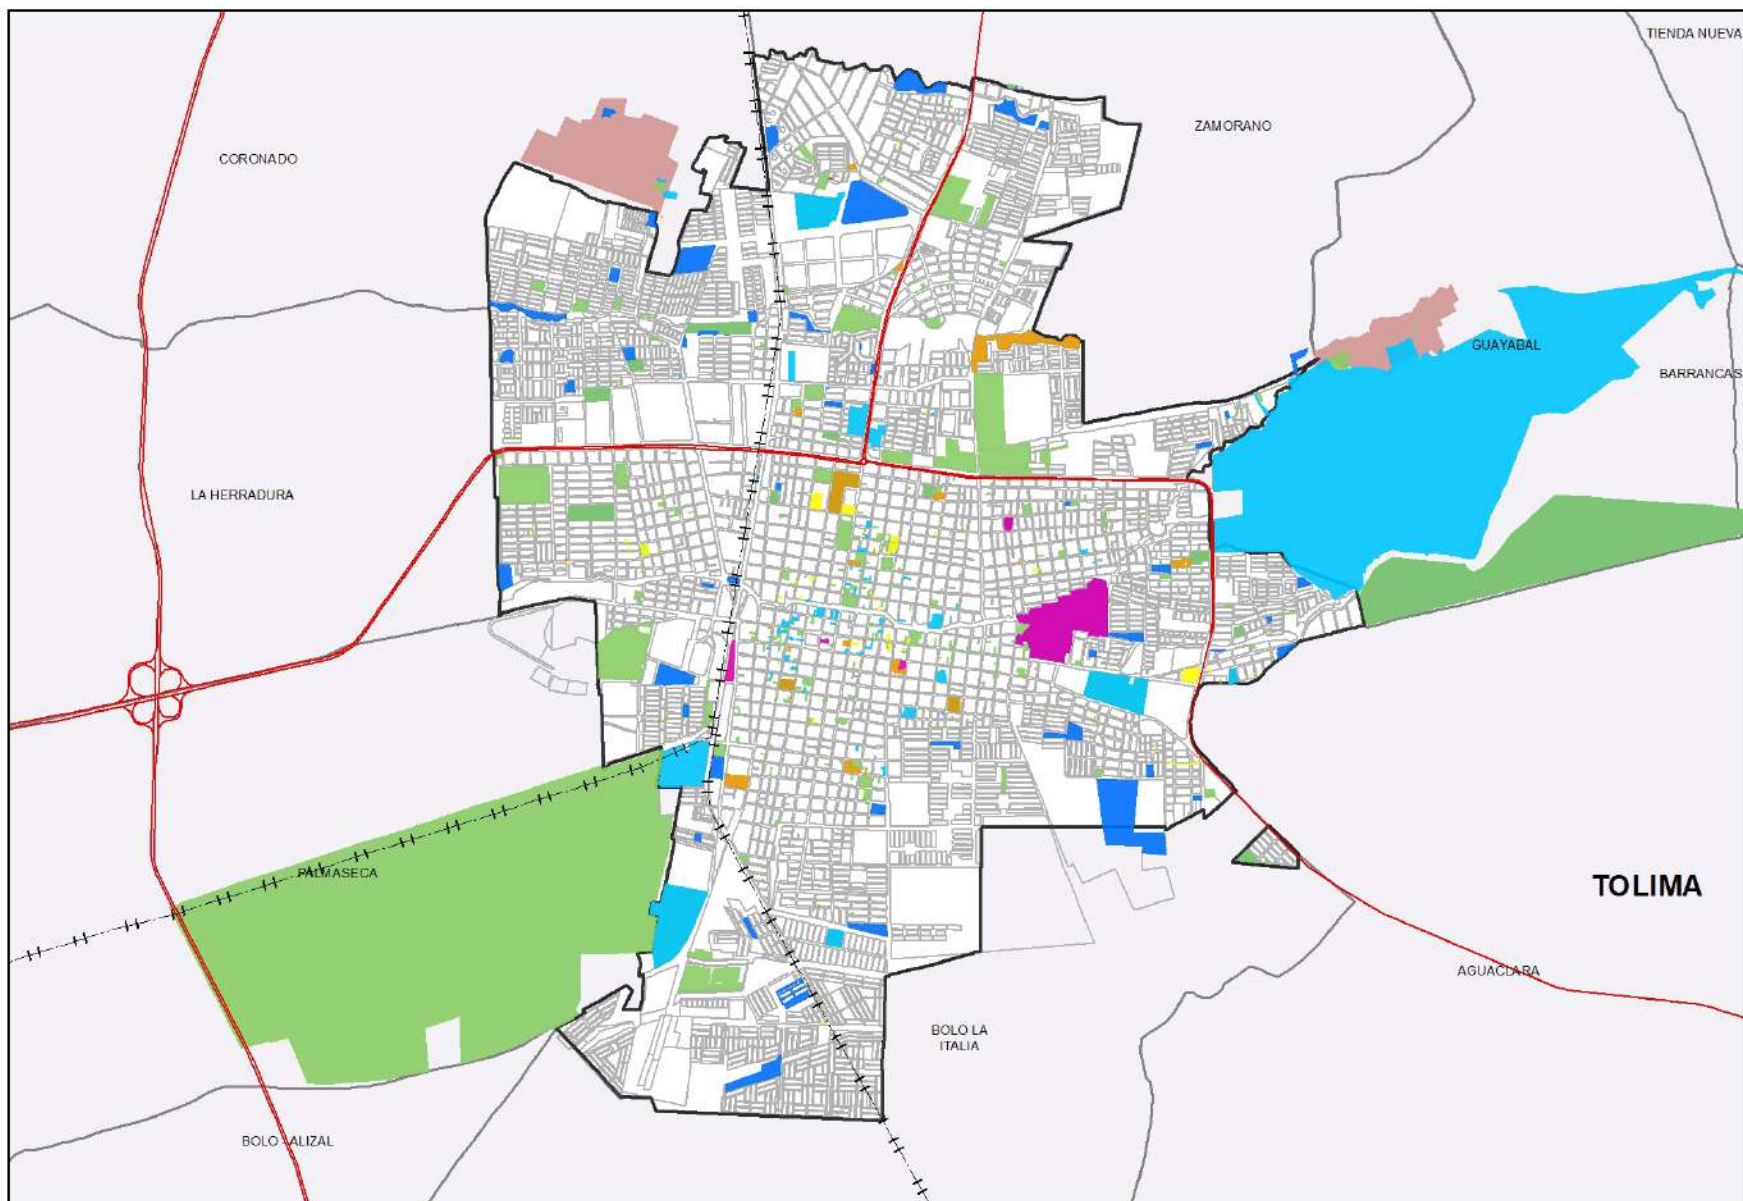 TIENDA NUEVA
ZAMORANO
CORONADO
GUAYABAL
BARRANCAS
LA HERRADURA
PALMASECA
TOLIMA
AGUACLARA
BOLO LA
ITALIA
BOLO - ALIZAL